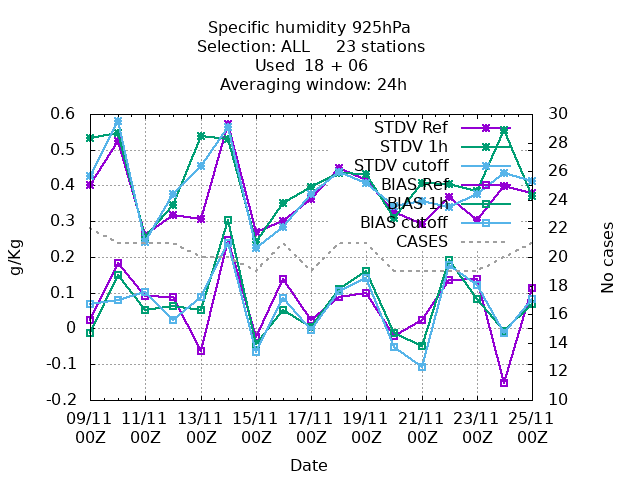 Specific humidity 925hPa
Selection: ALL 23 stations
Used 18 + 06
Averaging window: 24h
0.6 30
STDV Ref
28
STDV 1h
0.5
26
STDV cutoff
0.4 BIAS Ref
24
BIAS 1h
0.3 22
BIAS cutoff
CASES
0.2 20
0.1 18
16
0
14
-0.1
12
-0.2 10
g/Kg
No cases
09/11 11/11 13/11 15/11 17/11 19/11 21/11 23/11 25/11
00Z 00Z 00Z 00Z 00Z 00Z 00Z 00Z 00Z
Date